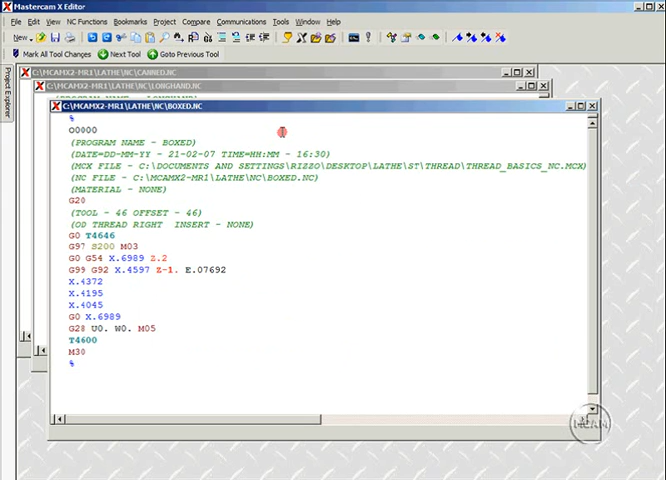 Mastercam X Editor
File Edit View NC Functions Bookmarks Project Compare Communications Tools Window Help
New
Mark All Tool Changes Next Tool Goto Previous Tool
Project Explorer
C:\MCAMX2-MR1\LATHE\NC\CANNED.NC
C:\MCAMX2-MR1\LATHE\NC\LONGHAND.NC
C:\MCAMX2-MR1\LATHE\NC\BOXED.NC
%
O0000
(PROGRAM NAME - BOXED)
(DATE=DD-MM-YY - 21-02-07 TIME=HH:MM - 16:30)
(MCX FILE - C:\DOCUMENTS AND SETTINGS\RIZZO\DESKTOP\LATHE\ST\THREAD\THREAD_BASICS_NC.MCX)
(NC FILE - C:\MCAMX2-MR1\LATHE\NC\BOXED.NC)
(MATERIAL - NONE)
G20
(TOOL - 46 OFFSET - 46)
(OD THREAD RIGHT INSERT - NONE)
G0 T4646
G97 S200 M03
G0 G54 X.6989 Z.2
G99 G92 X.4597 Z-1. E.07692
X.4372
X.4195
X.4045
G0 X.6989
G28 U0. W0. M05
T4600
M30
%